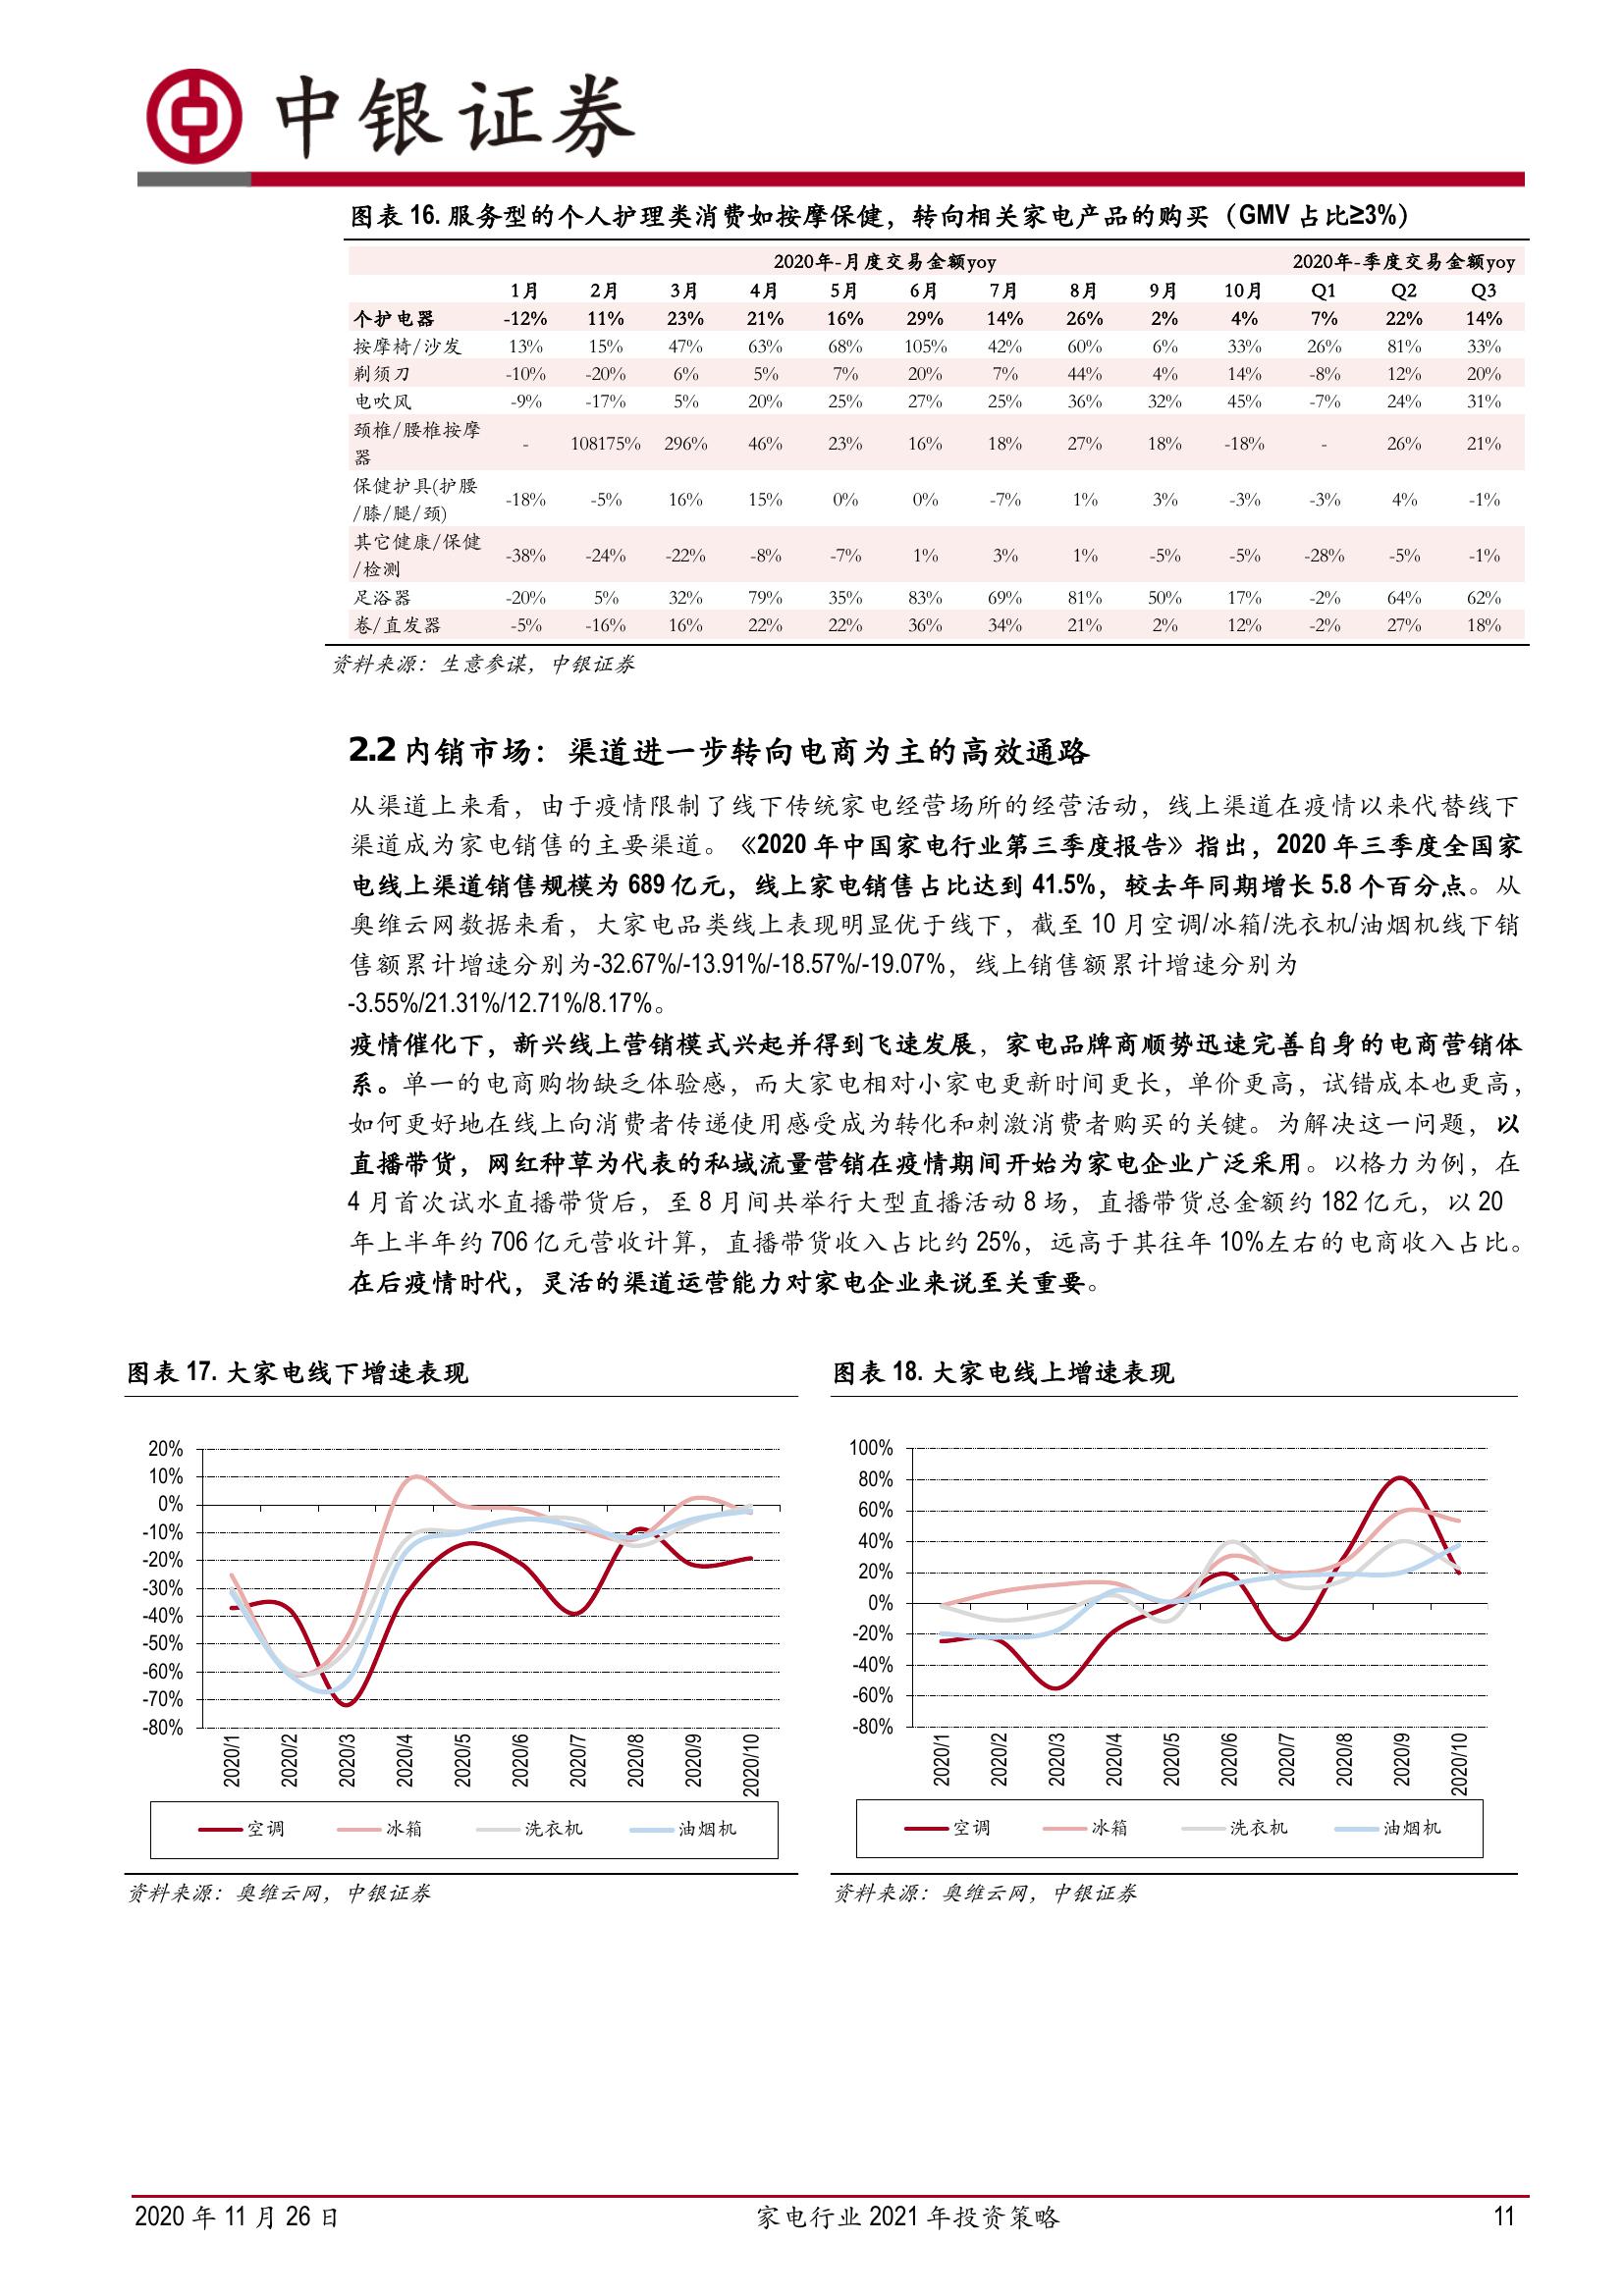 中银证券
图表 16. 服务型的个人护理类消费如按摩保健，转向相关家电产品的购买（GMV 占比≥3%）
2020年-月度交易金额yoy 2020年-季度交易金额yoy
1月 2月 3月 4月 5月 6月 7月 8月 9月 10月 Q1 Q2 Q3
个护电器 -12% 11% 23% 21% 16% 29% 14% 26% 2% 4% 7% 22% 14%
按摩椅/沙发 13% 15% 47% 63% 68% 105% 42% 60% 6% 33% 26% 81% 33%
剃须刀 -10% -20% 6% 5% 7% 20% 7% 44% 4% 14% -8% 12% 20%
电吹风 -9% -17% 5% 20% 25% 27% 25% 36% 32% 45% -7% 24% 31%
颈椎/腰椎按摩
器 - 108175% 296% 46% 23% 16% 18% 27% 18% -18% - 26% 21%
保健护具(护腰
/膝/腿/颈) -18% -5% 16% 15% 0% 0% -7% 1% 3% -3% -3% 4% -1%
其它健康/保健
/检测 -38% -24% -22% -8% -7% 1% 3% 1% -5% -5% -28% -5% -1%
足浴器 -20% 5% 32% 79% 35% 83% 69% 81% 50% 17% -2% 64% 62%
卷/直发器 -5% -16% 16% 22% 22% 36% 34% 21% 2% 12% -2% 27% 18%
资料来源：生意参谋，中银证券
2.2 内销市场：渠道进一步转向电商为主的高效通路
从渠道上来看，由于疫情限制了线下传统家电经营场所的经营活动，线上渠道在疫情以来代替线下
渠道成为家电销售的主要渠道。《2020 年中国家电行业第三季度报告》指出，2020 年三季度全国家
电线上渠道销售规模为 689 亿元，线上家电销售占比达到 41.5%，较去年同期增长 5.8 个百分点。从
奥维云网数据来看，大家电品类线上表现明显优于线下，截至 10 月空调/冰箱/洗衣机/油烟机线下销
售额累计增速分别为-32.67%/-13.91%/-18.57%/-19.07%，线上销售额累计增速分别为
-3.55%/21.31%/12.71%/8.17%。
疫情催化下，新兴线上营销模式兴起并得到飞速发展，家电品牌商顺势迅速完善自身的电商营销体
系。单一的电商购物缺乏体验感，而大家电相对小家电更新时间更长，单价更高，试错成本也更高，
如何更好地在线上向消费者传递使用感受成为转化和刺激消费者购买的关键。为解决这一问题，以
直播带货，网红种草为代表的私域流量营销在疫情期间开始为家电企业广泛采用。以格力为例，在
4 月首次试水直播带货后，至 8 月间共举行大型直播活动 8 场，直播带货总金额约 182 亿元，以 20
年上半年约 706 亿元营收计算，直播带货收入占比约 25%，远高于其往年 10%左右的电商收入占比。
在后疫情时代，灵活的渠道运营能力对家电企业来说至关重要。
图表 17. 大家电线下增速表现
20%
10%
0%
-10%
-20%
-30%
-40%
-50%
-60%
-70%
-80%
2020/1 2020/2 2020/3 2020/4 2020/5 2020/6 2020/7 2020/8 2020/9 2020/10
空调 冰箱 洗衣机 油烟机
资料来源：奥维云网，中银证券
图表 18. 大家电线上增速表现
100%
80%
60%
40%
20%
0%
-20%
-40%
-60%
-80%
2020/1 2020/2 2020/3 2020/4 2020/5 2020/6 2020/7 2020/8 2020/9 2020/10
空调 冰箱 洗衣机 油烟机
资料来源：奥维云网，中银证券
2020 年 11 月 26 日 家电行业 2021 年投资策略 11